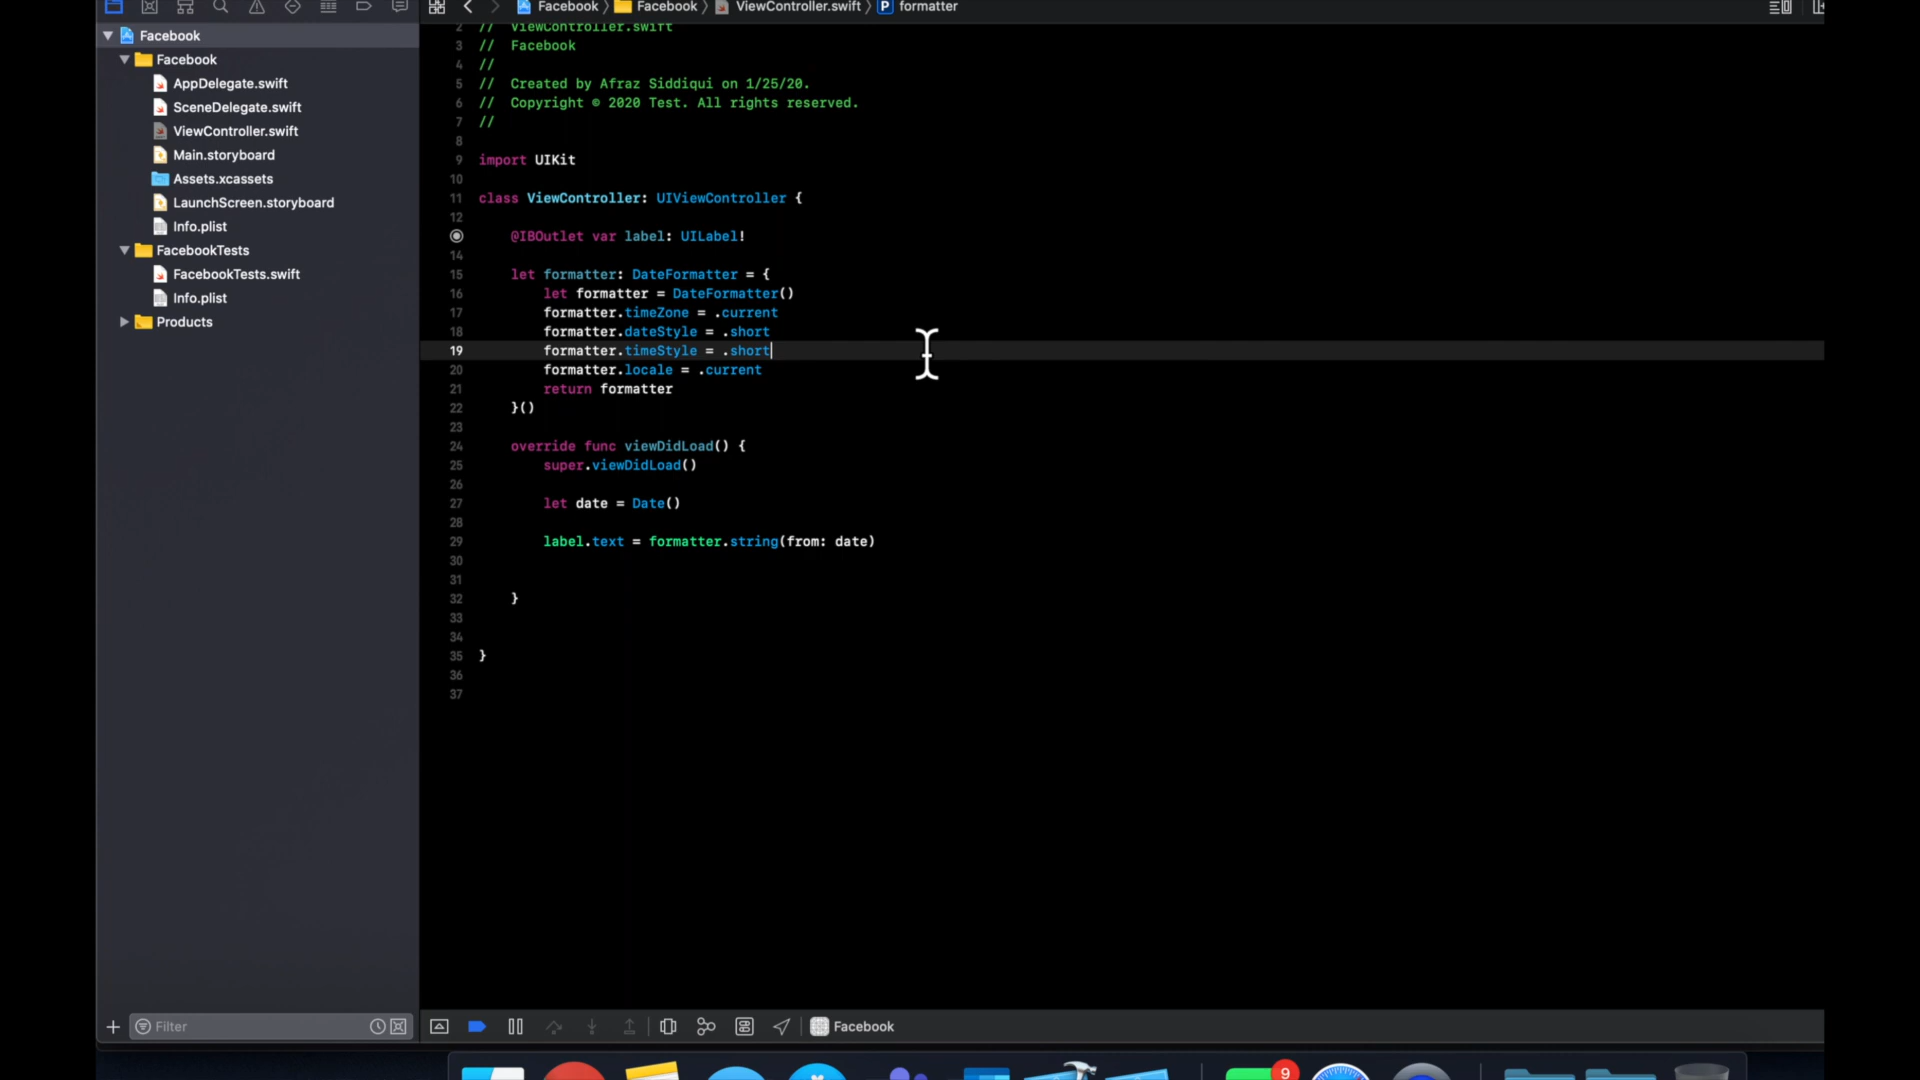 Facebook
Facebook
AppDelegate.swift
SceneDelegate.swift
ViewController.swift
Main.storyboard
Assets.xcassets
LaunchScreen.storyboard
Info.plist
FacebookTests
FacebookTests.swift
Info.plist
Products
Filter
Facebook 〉 Facebook 〉 ViewController.swift 〉 P formatter
2 // ViewController.swift
3 // Facebook
4 //
5 // Created by Afraz Siddiqui on 1/25/20.
6 // Copyright © 2020 Test. All rights reserved.
7 //
8
9 import UIKit
10
11 class ViewController: UIViewController {
12
@IBOutlet var label: UILabel!
14
15 let formatter: DateFormatter = {
16 let formatter = DateFormatter()
17 formatter.timeZone = .current
18 formatter.dateStyle = .short
19 formatter.timeStyle = .short
20 formatter.locale = .current
21 return formatter
22 }()
23
24 override func viewDidLoad() {
25 super.viewDidLoad()
26
27 let date = Date()
28
29 label.text = formatter.string(from: date)
30
31
32 }
33
34
35 }
36
37
Facebook
9